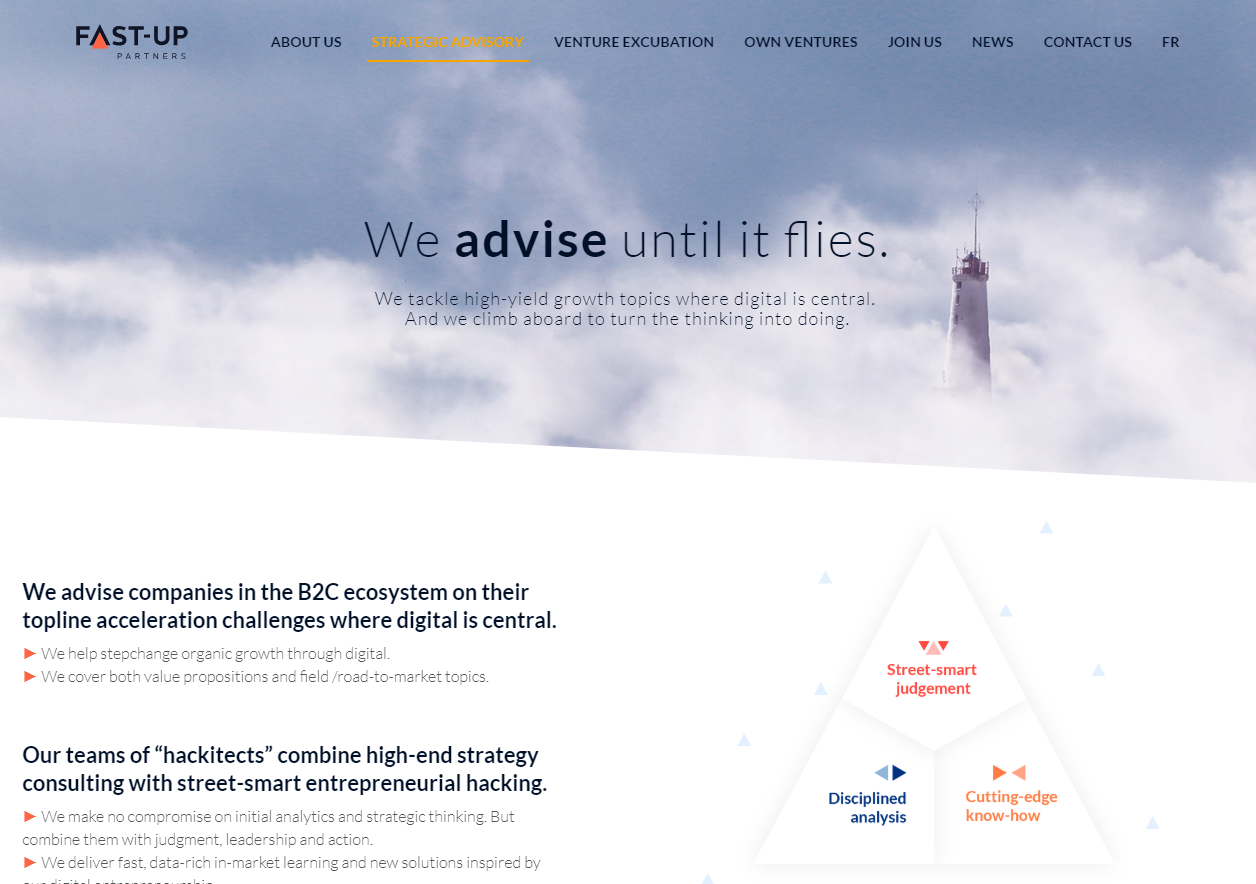 FAST-UP
PARTNERS
ABOUT US
STRATEGIC ADVISORY
VENTURE EXCUBATION
OWN VENTURES
JOIN US
NEWS
CONTACT US
FR
We advise until it flies.
We tackle high-yield growth topics where digital is central.
And we climb aboard to turn the thinking into doing.
We advise companies in the B2C ecosystem on their
topline acceleration challenges where digital is central.
► We help stepchange organic growth through digital.
► We cover both value propositions and field /road-to-market topics.
Our teams of “hackitects” combine high-end strategy
consulting with street-smart entrepreneurial hacking.
► We make no compromise on initial analytics and strategic thinking. But
combine them with judgment, leadership and action.
► We deliver fast, data-rich in-market learning and new solutions inspired by
our digital entrepreneurship.
Street-smart
judgement
Disciplined
analysis
Cutting-edge
know-how